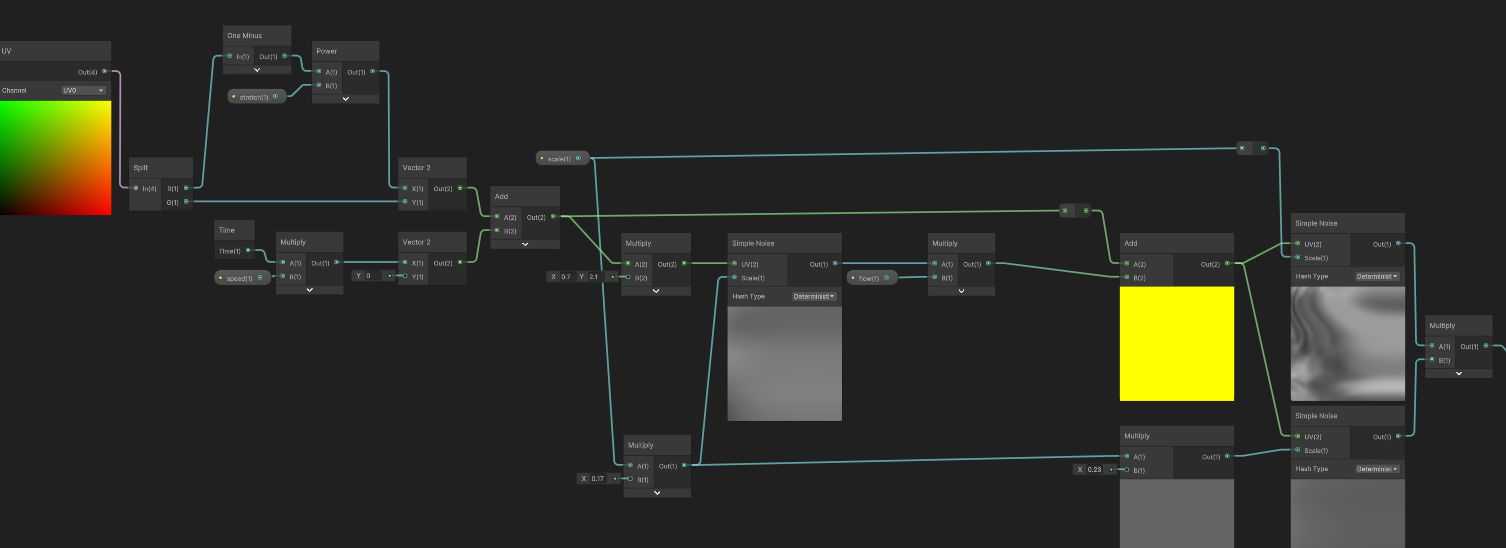 UV
Out(4)
Channel UV0
Split
In(4) R(1)
G(1)
One Minus
In(1) Out(1)
stretch(1)
Power
A(1) Out(1)
B(1)
Time
Time(1)
speed(1)
Multiply
A(1) Out(1)
B(1)
Vector 2
X(1) Out(2)
Y(1)
Y 0
Vector 2
X(1) Out(2)
Y(1)
Add
A(2) Out(2)
B(2)
scale(1)
X 0.7 Y 2.1
Multiply
A(2) Out(2)
B(2)
Simple Noise
UV(2) Out(1)
Scale(1)
Hash Type Deterministi
flow(1)
Multiply
A(1) Out(1)
B(1)
X 0.17
Multiply
A(1) Out(1)
B(1)
Add
A(2) Out(2)
B(2)
X 0.23
Multiply
A(1) Out(1)
B(1)
Simple Noise
UV(2) Out(1)
Scale(1)
Hash Type Determinist
Simple Noise
UV(2) Out(1)
Scale(1)
Hash Type Determinist
Multiply
A(1) Out(1)
B(1)